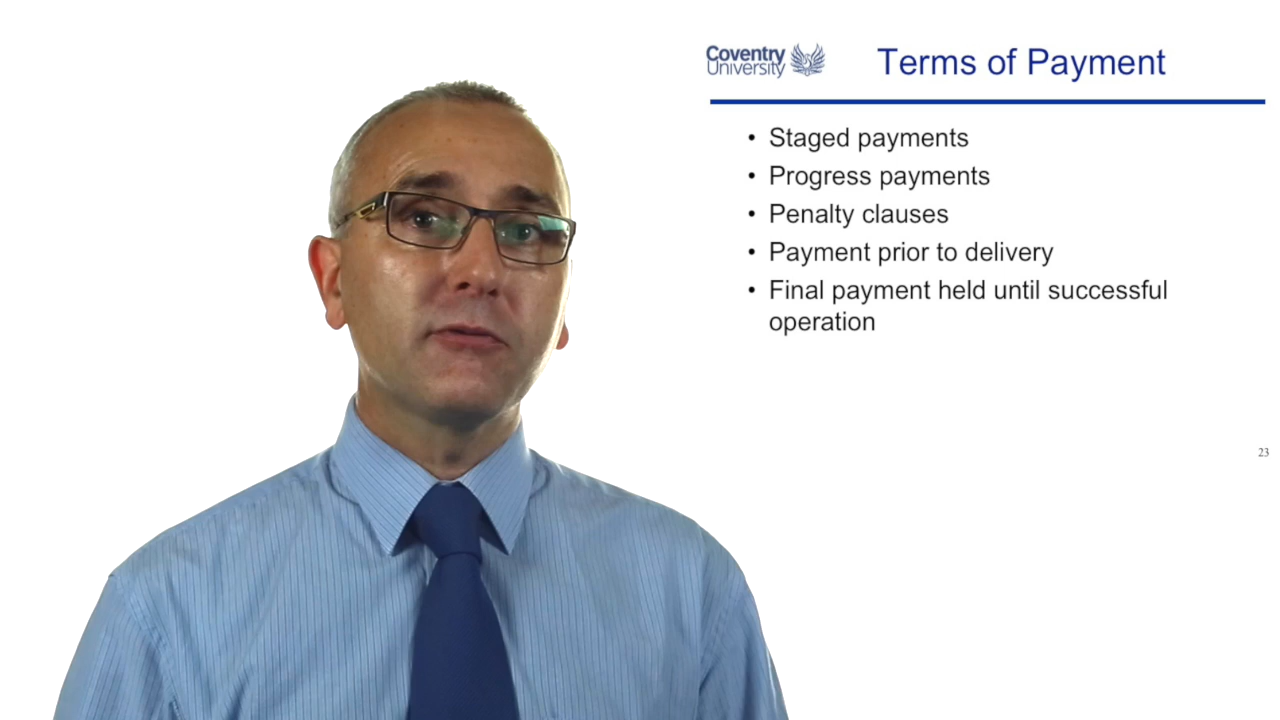 Coventry
University
Terms of Payment
• Staged payments
• Progress payments
• Penalty clauses
• Payment prior to delivery
• Final payment held until successful
operation
23